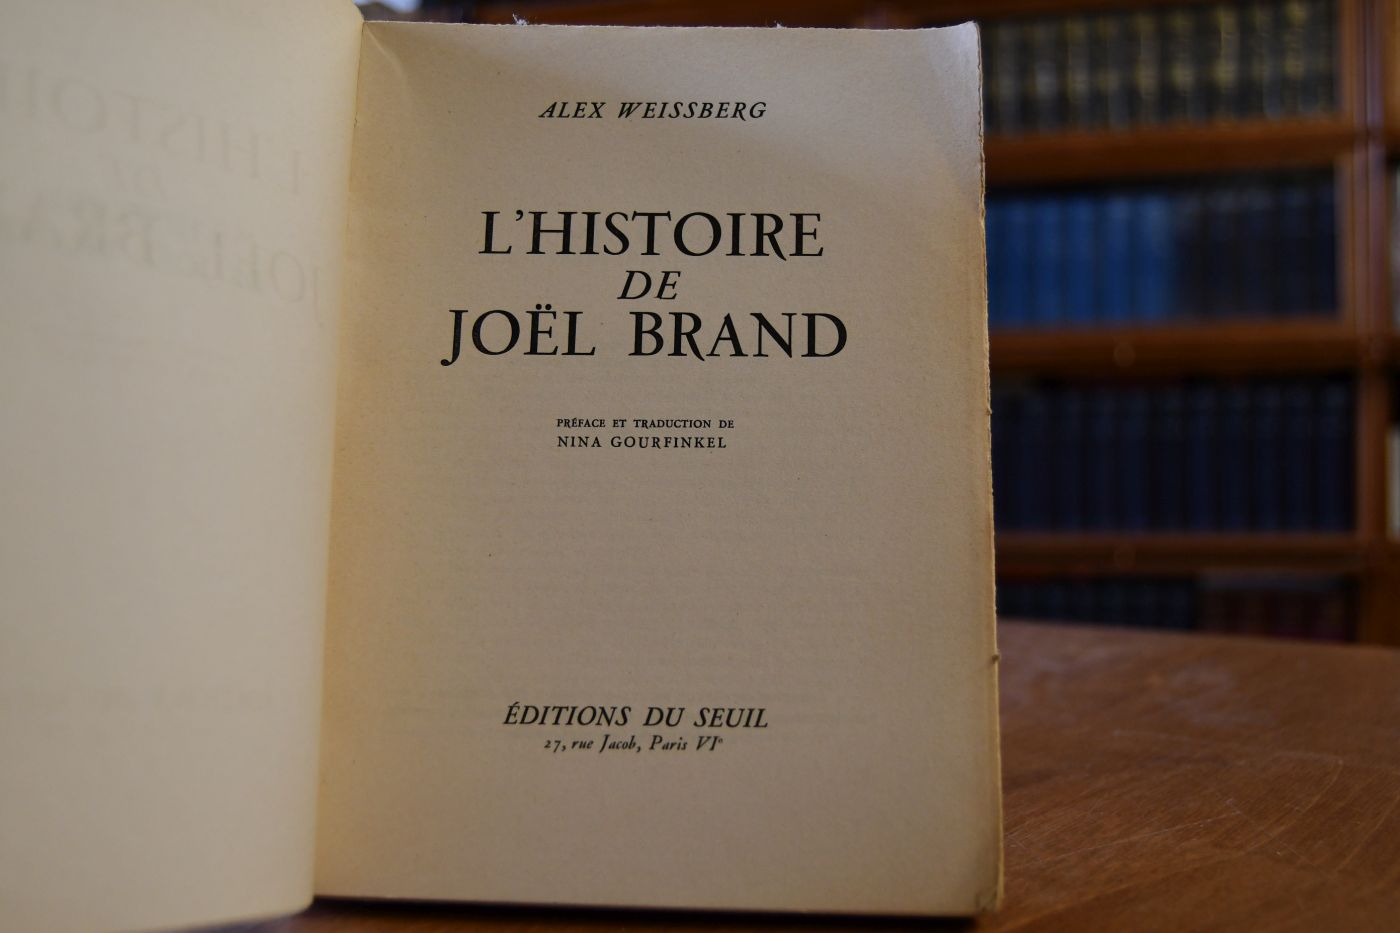 ALEX WEISSBERG
L'HISTOIRE
DE
JOËL BRAND
PRÉFACE ET TRADUCTION DE
NINA GOURFINKEL
ÉDITIONS DU SEUIL
27, rue Jacob, Paris VIe